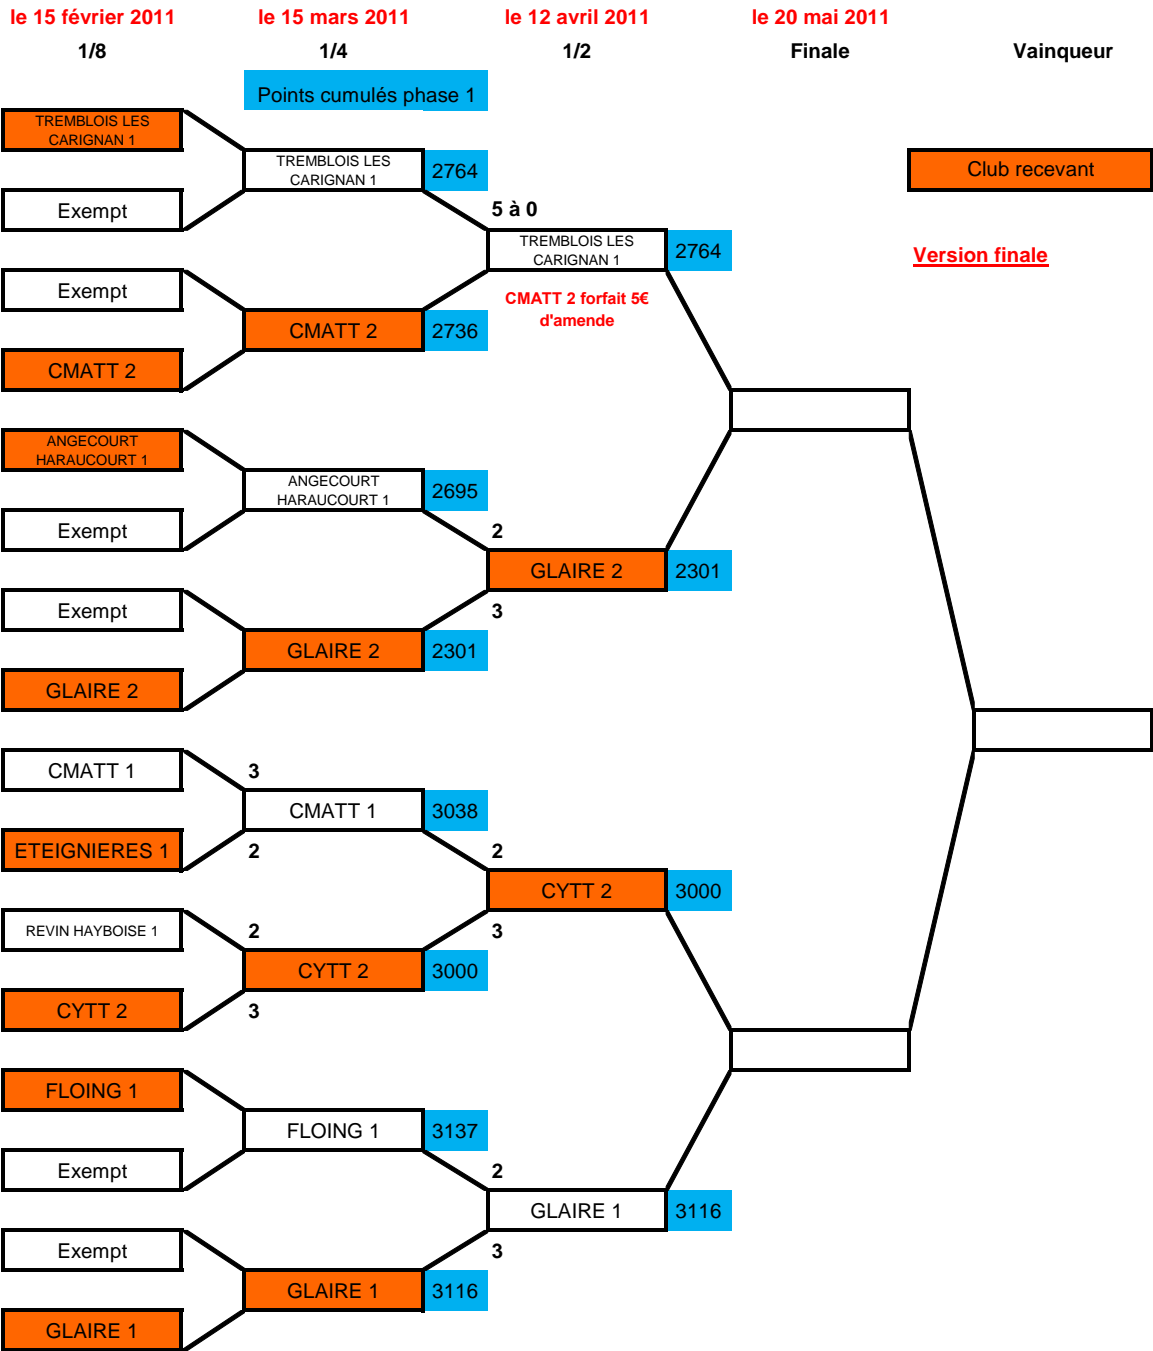 le 15 février 2011
le 15 mars 2011
le 12 avril 2011
le 20 mai 2011
1/8
1/4
1/2
Finale
Vainqueur
Points cumulés phase 1
TREMBLOIS LES
CARIGNAN 1
TREMBLOIS LES
CARIGNAN 1
2764
Club recevant
Exempt
5 à 0
TREMBLOIS LES
CARIGNAN 1
2764
Version finale
Exempt
CMATT 2 forfait 5€
d'amende
CMATT 2
2736
CMATT 2
ANGECOURT
HARAUCOURT 1
ANGECOURT
HARAUCOURT 1
2695
Exempt
2
GLAIRE 2
2301
Exempt
3
GLAIRE 2
2301
GLAIRE 2
CMATT 1
3
CMATT 1
3038
ETEIGNIERES 1
2
2
CYTT 2
3000
REVIN HAYBOISE 1
2
3
CYTT 2
3000
CYTT 2
3
FLOING 1
FLOING 1
3137
Exempt
2
GLAIRE 1
3116
Exempt
3
GLAIRE 1
3116
GLAIRE 1